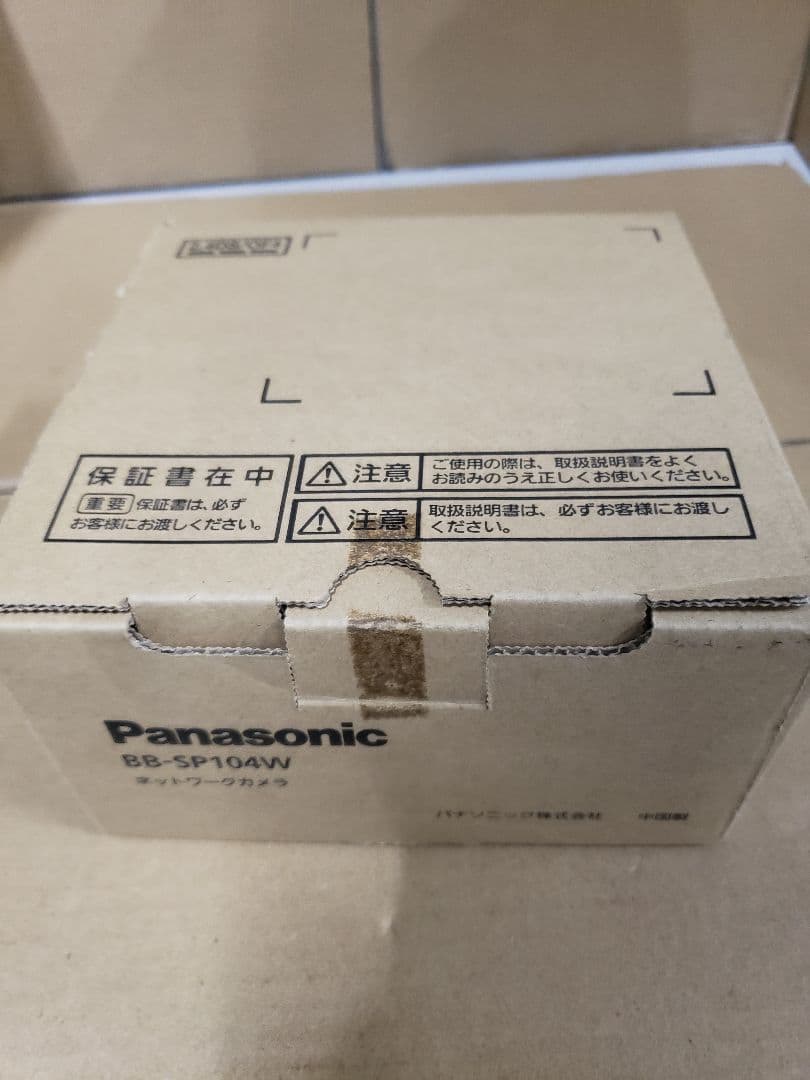 保証書在中
重要 保証書は、必ず
お客様にお渡しください。
注意 ご使用の際は、取扱説明書をよく
お読みのうえ正しくお使いください。
注意 取扱説明書は、必ずお客様にお渡し
ください。
Panasonic
BB-SP104W
ネットワークカメラ
パナソニック株式会社 中国製